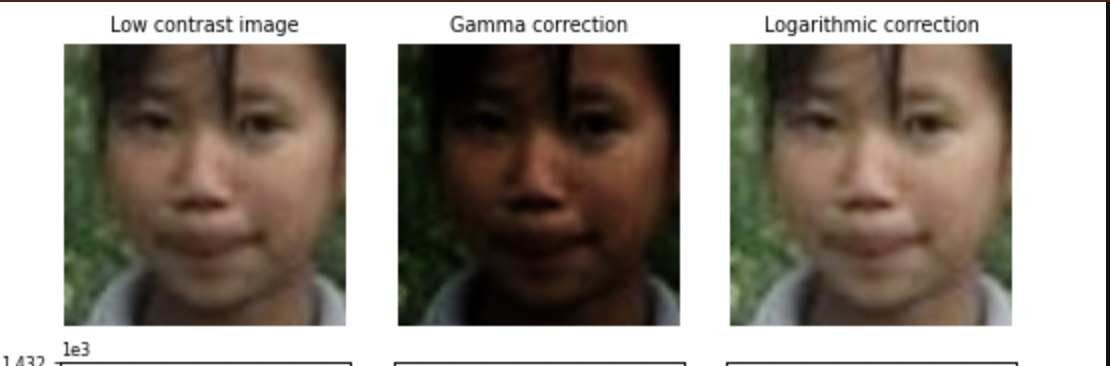 Low contrast image
Gamma correction
Logarithmic correction
1e3
1.432